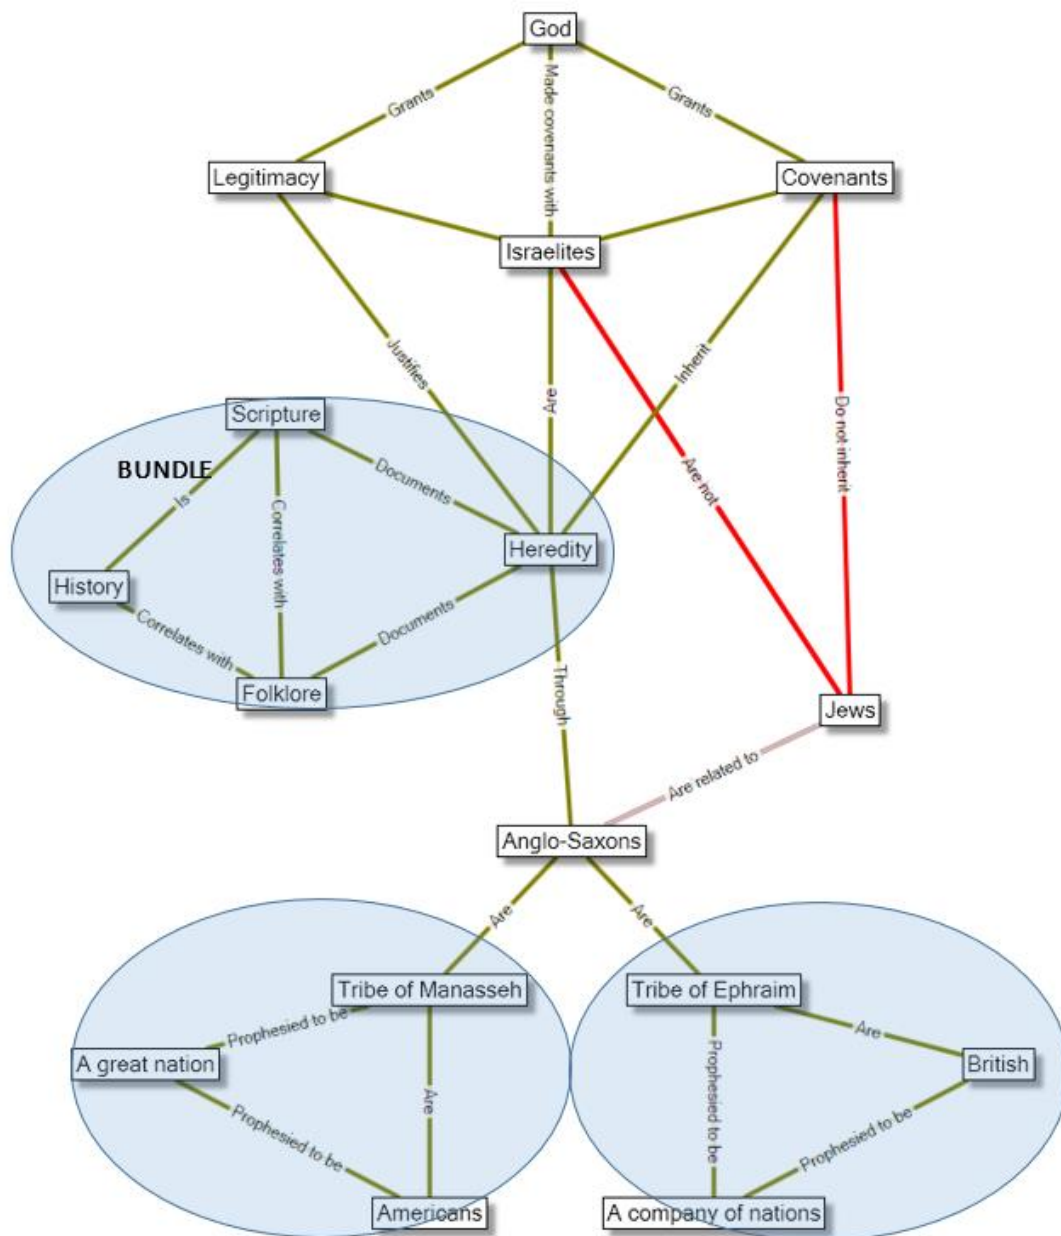 God
Grants
Made covenants with
Grants
Legitimacy
Covenants
Israelites
Justifies
Are
Inherit
Are not
Do not inherit
Scripture
BUNDLE
Is
Documents
Correlates with
Heredity
History
Correlates with
Documents
Folklore
Through
Jews
Are related to
Anglo-Saxons
Are
Are
Tribe of Manasseh
Tribe of Ephraim
Prophesied to be
Are
A great nation
Are
Prophesied to be
British
Prophesied to be
Prophesied to be
Americans
A company of nations